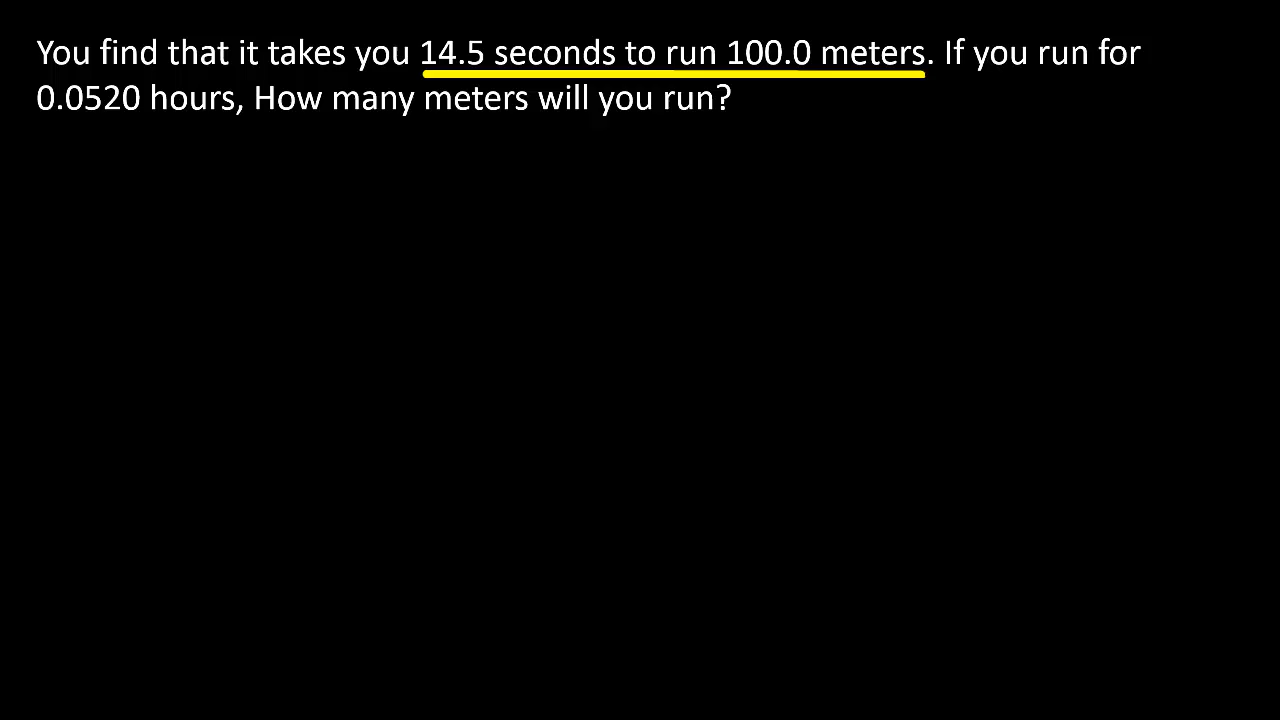 You find that it takes you 14.5 seconds to run 100.0 meters. If you run for
0.0520 hours, How many meters will you run?